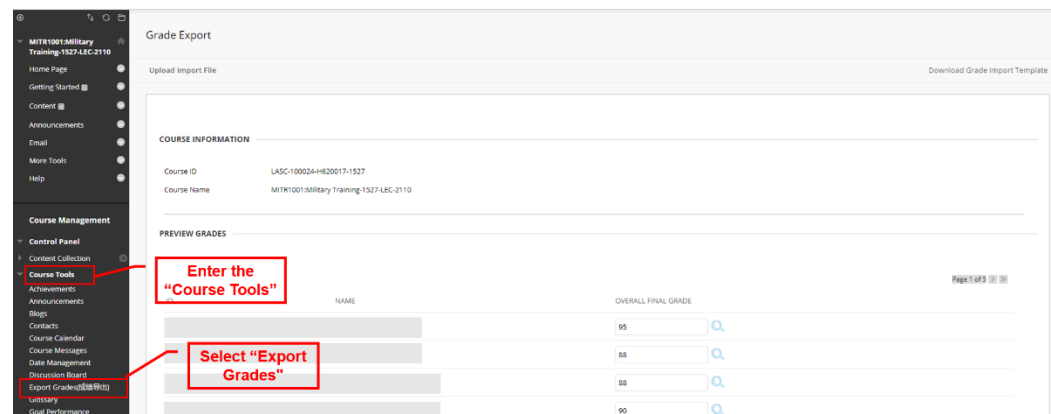 MITR1001:Military
Training-1527-LEC-2110
Home Page
Getting Started
Content
Announcements
Email
More Tools
Help
Course Management
Control Panel
Content Collection
Course Tools
Achievements
Announcements
Blogs
Contacts
Course Calendar
Course Messages
Date Management
Discussion Board
Export Grades(成绩导出)
Glossary
Goal Performance
Grade Export
Upload Import File
Download Grade Import Template
COURSE INFORMATION
Course ID LASC-100024-H620017-1527
Course Name MITR1001:Military Training-1527-LEC-2110
PREVIEW GRADES
Enter the
“Course Tools”
Page 1 of 5
NAME OVERALL FINAL GRADE
95
88
Select “Export
Grades"
88
90